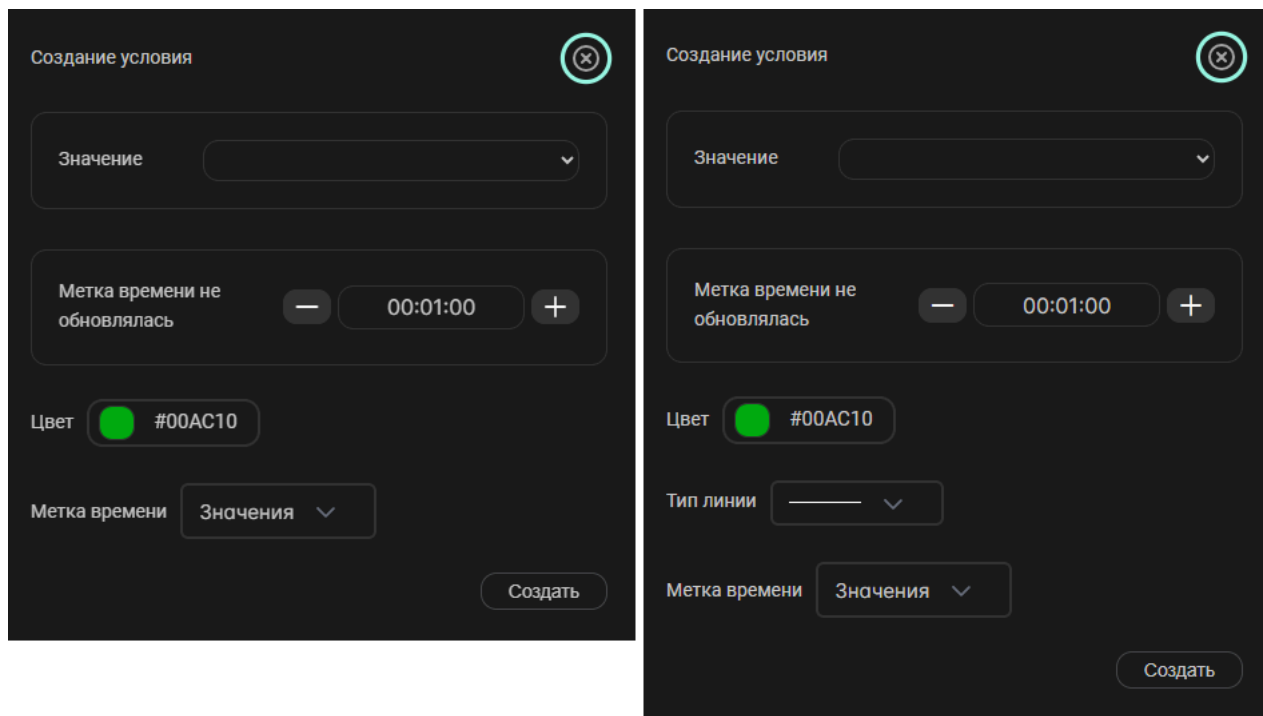 Создание условия
Значение
Метка времени не
обновлялась
00:01:00
Цвет
#00AC10
Метка времени
Значения
Создать
Создание условия
Значение
Метка времени не
обновлялась
00:01:00
Цвет
#00AC10
Тип линии
Метка времени
Значения
Создать